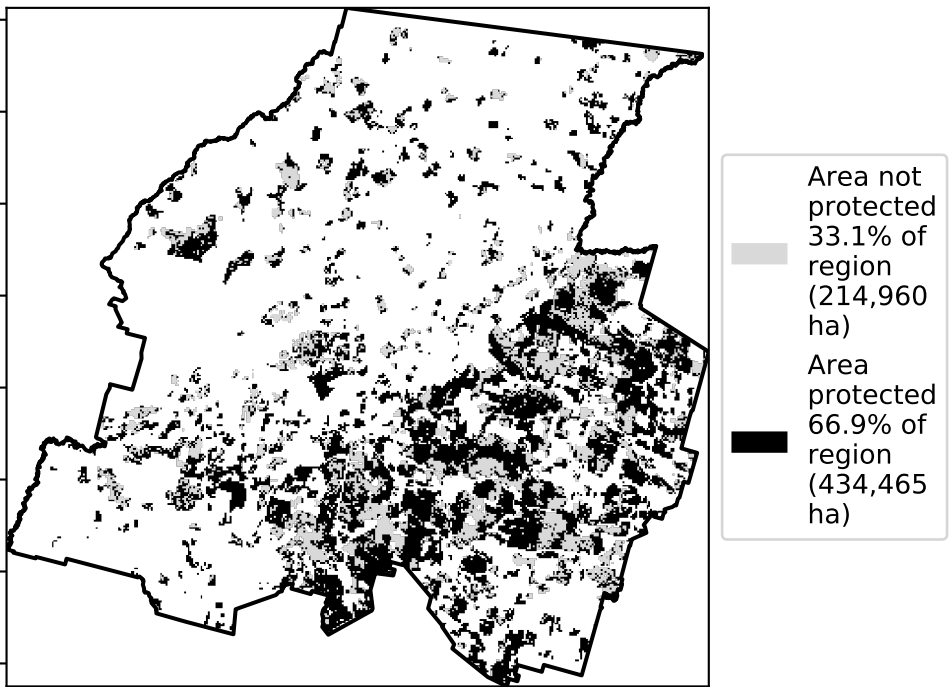 Area not
protected
33.1% of
region
(214,960
ha)
Area
protected
66.9% of
region
(434,465
ha)